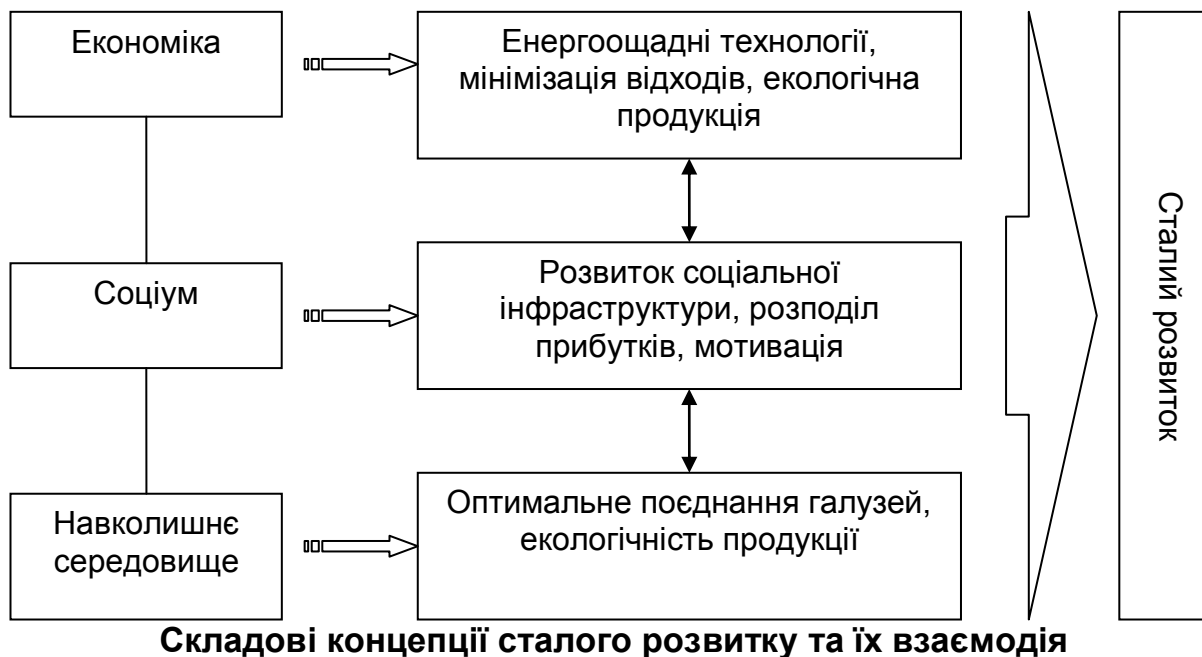 Економіка
Енергоощадні технології,
мінімізація відходів, екологічна
продукція
Соціум
Розвиток соціальної
інфраструктури, розподіл
прибутків, мотивація
Навколишнє
середовище
Оптимальне поєднання галузей,
екологічність продукції
Сталий розвиток
Складові концепції сталого розвитку та їх взаємодія